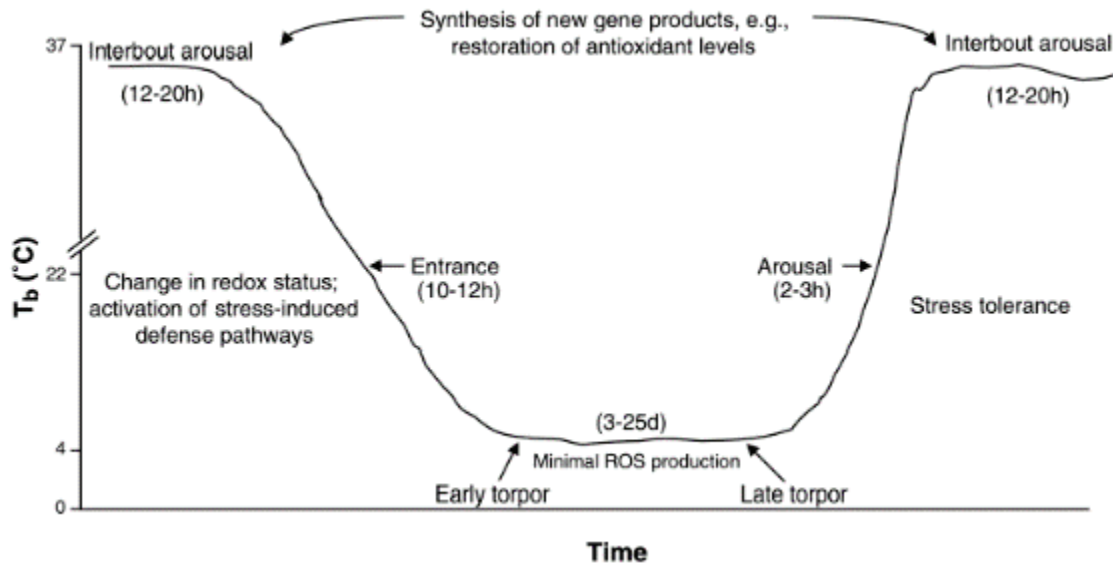 Synthesis of new gene products, e.g.,
restoration of antioxidant levels
37
Interbout arousal
Interbout arousal
(12-20h)
(12-20h)
T_b (°C)
22
Entrance
(10-12h)
Arousal
(2-3h)
Change in redox status;
activation of stress-induced
defense pathways
Stress tolerance
(3-25d)
4
Minimal ROS production
Early torpor
Late torpor
0
Time